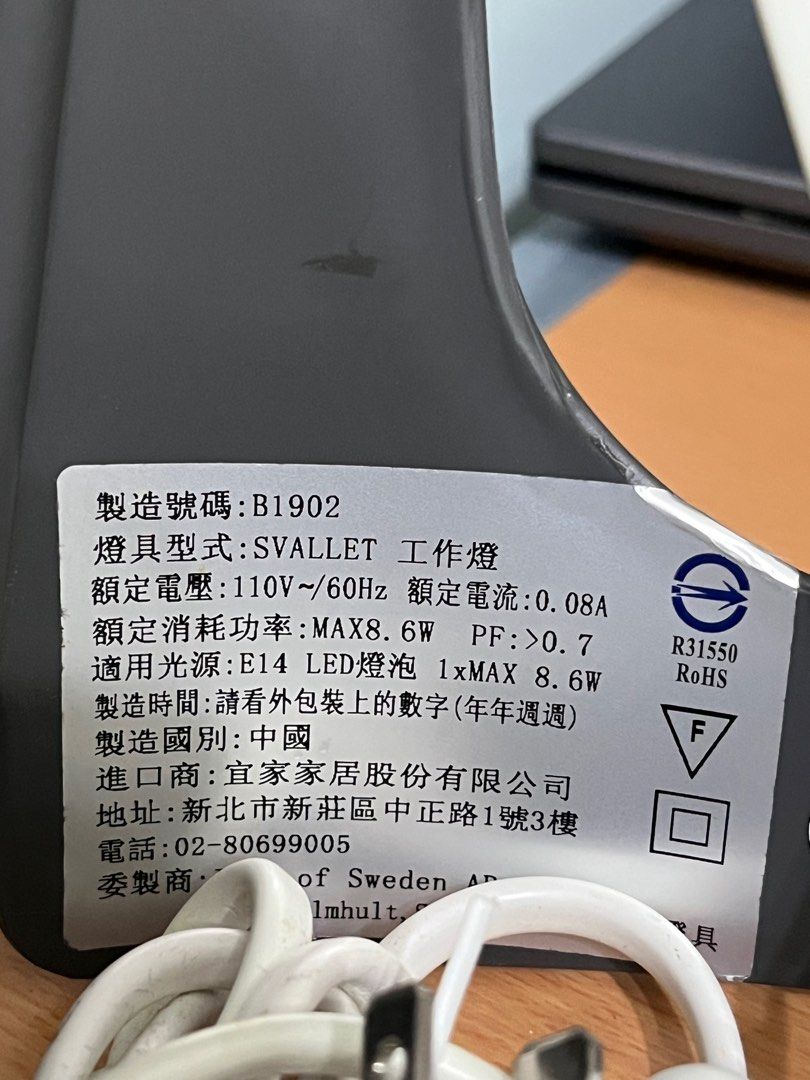 製造號碼:B1902
燈具型式:SVALLET 工作燈
額定電壓:110V~/60Hz 額定電流:0.08A
額定消耗功率:MAX8.6W PF:>0.7
適用光源:E14 LED燈泡 1xMAX 8.6W
製造時間:請看外包裝上的數字(年年週週)
製造國別:中國
進口商:宜家家居股份有限公司
地址:新北市新莊區中正路1號3樓
電話:02-80699005
委製商: of Sweden
R31550
RoHS
F
具